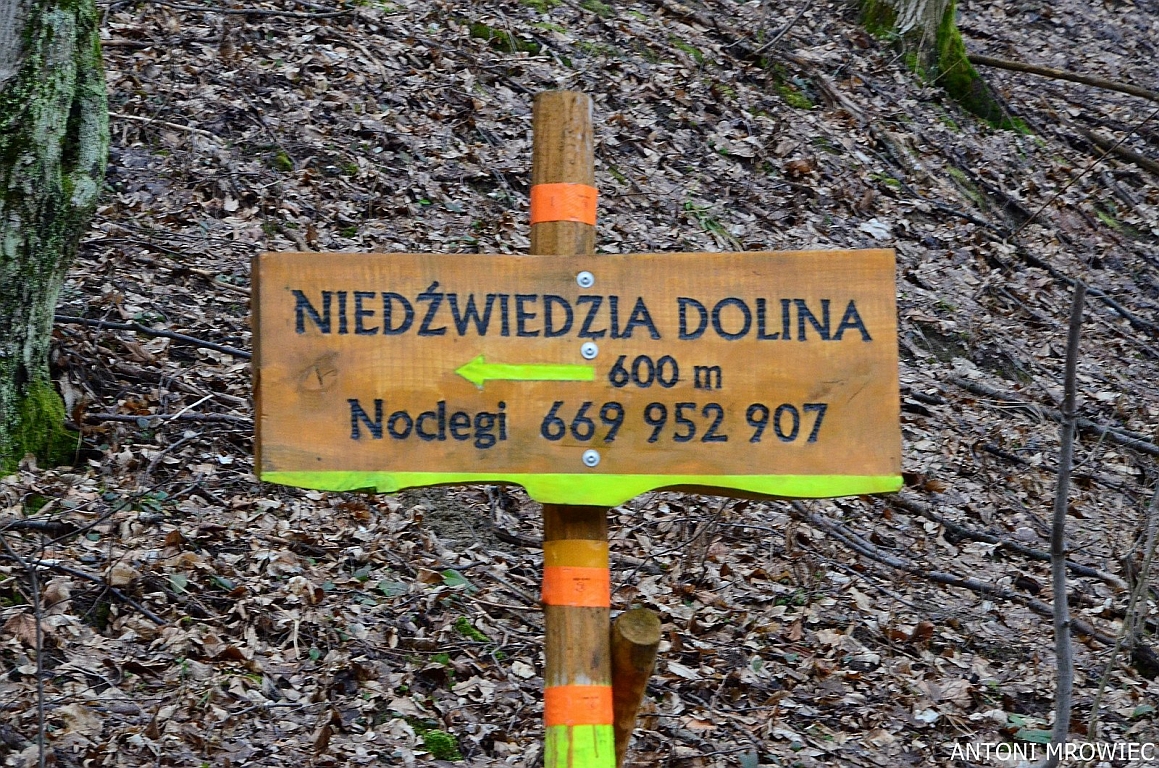 NIEDŹWIEDZIA DOLINA
600 m
Noclegi 669 952 907
ANTONI MROWIEC